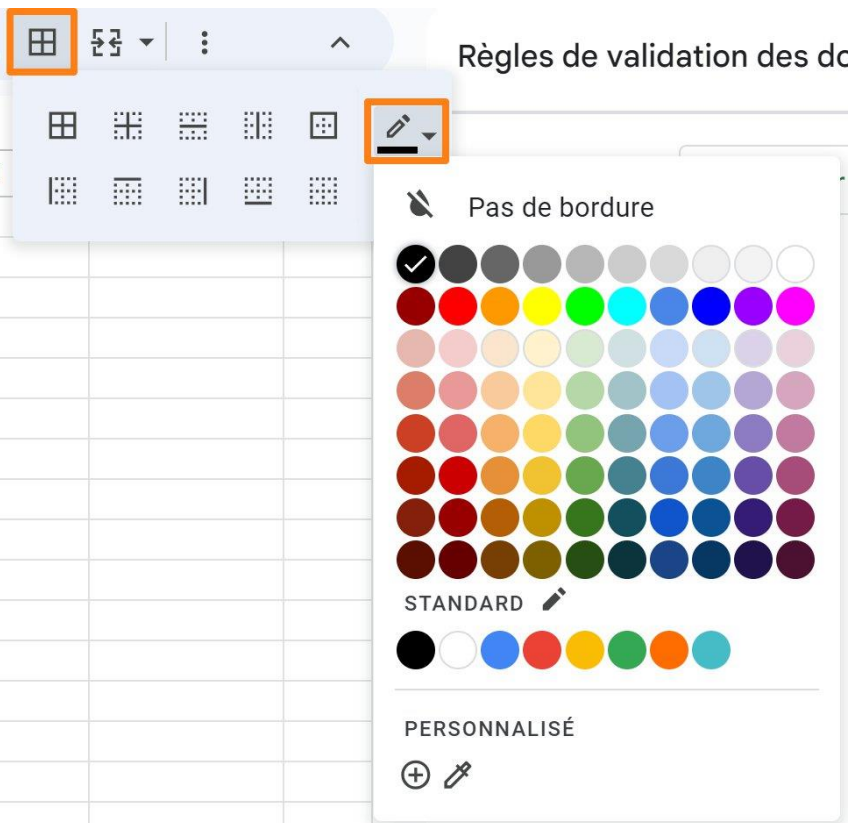 Règles de validation des do
Pas de bordure
STANDARD
PERSONNALISÉ